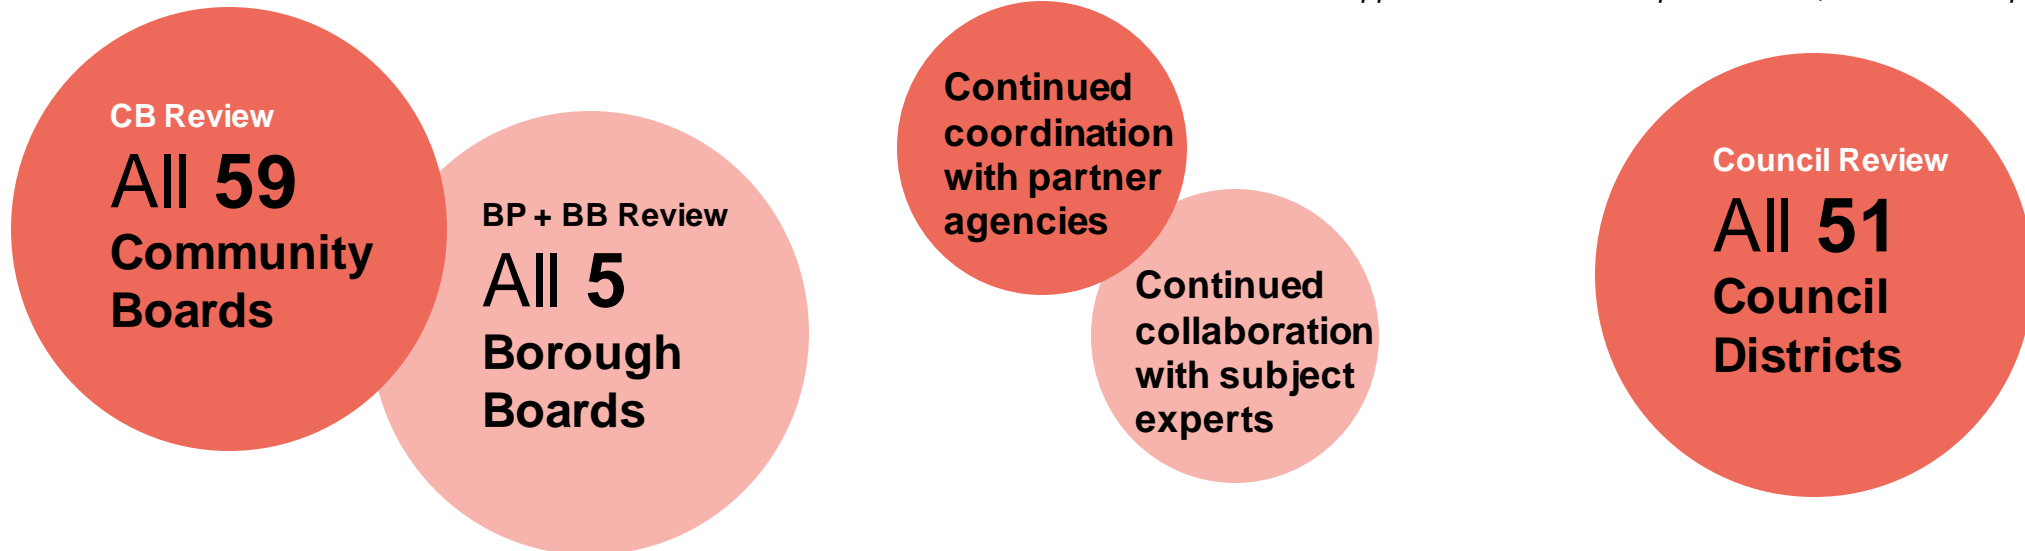 CB Review
All 59
Community
Boards
BP + BB Review
All 5
Borough
Boards
Continued
coordination
with partner
agencies
Continued
collaboration
with subject
experts
Council Review
All 51
Council
Districts